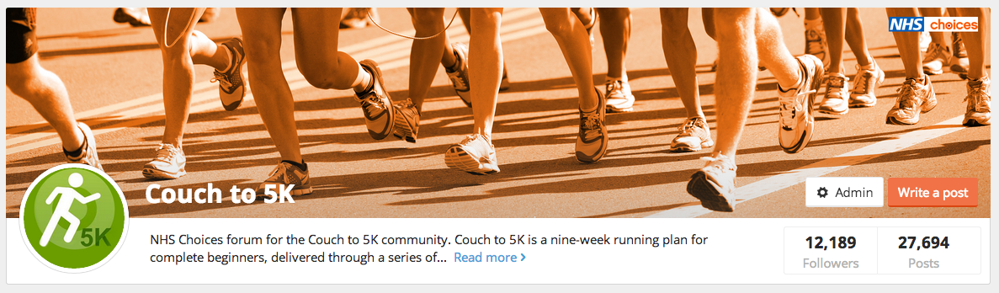 NHS choices
Couch to 5K
Admin
Write a post
5K
NHS Choices forum for the Couch to 5K community. Couch to 5K is a nine-week running plan for
complete beginners, delivered through a series of... Read more
12,189
Followers
27,694
Posts